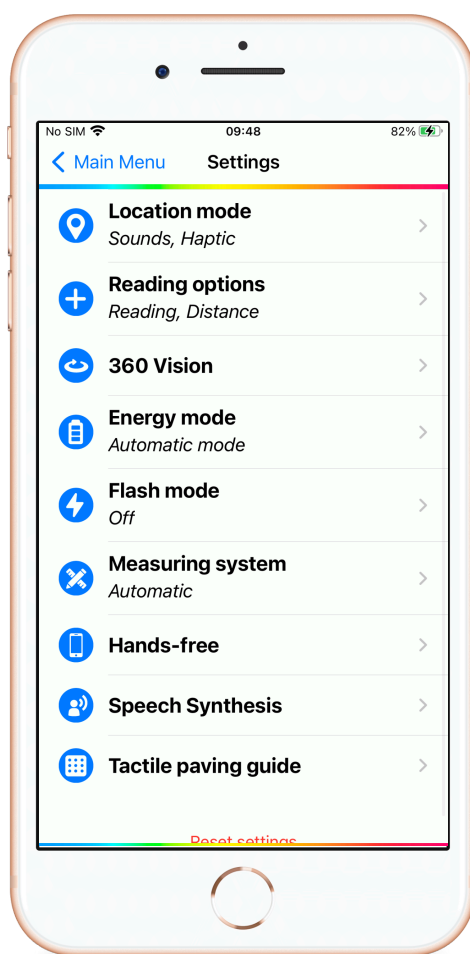 No SIM 09:48 82%
Main Menu Settings
Location mode
Sounds, Haptic
Reading options
Reading, Distance
360 Vision
Energy mode
Automatic mode
Flash mode
Off
Measuring system
Automatic
Hands-free
Speech Synthesis
Tactile paving guide
Reset settings